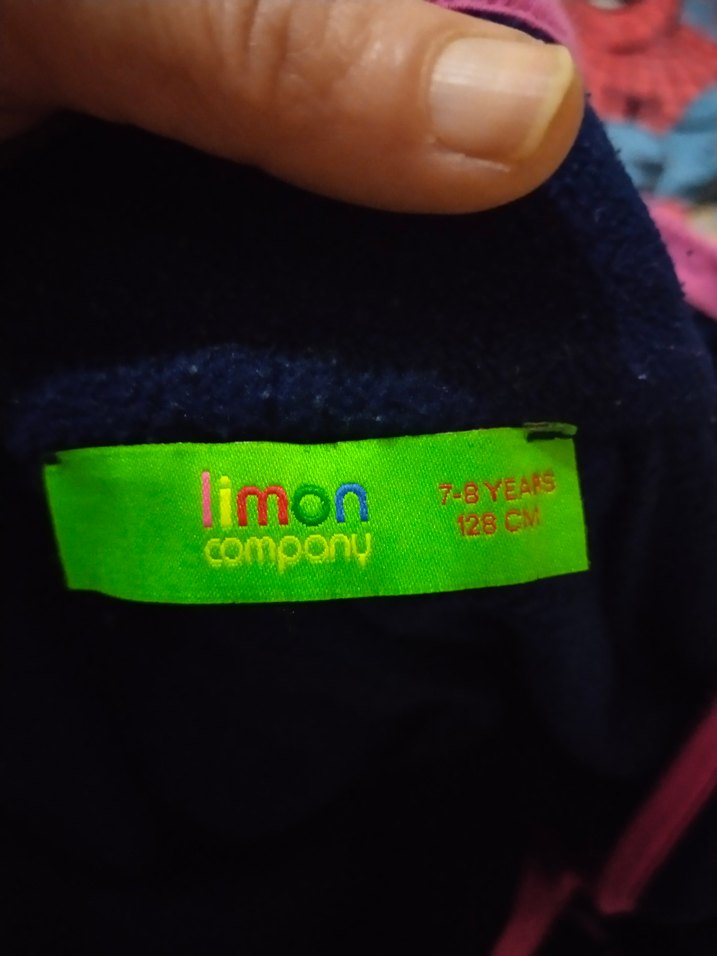 limon
company
7-8 YEARS
128 CM